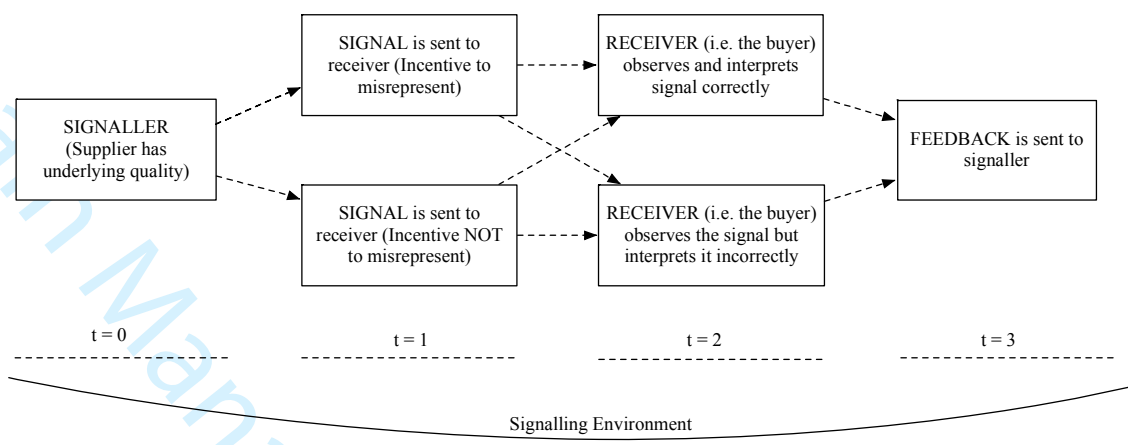 SIGNALLER
(Supplier has
underlying quality)
SIGNAL is sent to
receiver (Incentive to
misrepresent)
SIGNAL is sent to
receiver (Incentive NOT
to misrepresent)
RECEIVER (i.e. the buyer)
observes and interprets
signal correctly
RECEIVER (i.e. the buyer)
observes the signal but
interprets it incorrectly
FEEDBACK is sent to
signaller
t = 0
t = 1
t = 2
t = 3
Signalling Environment